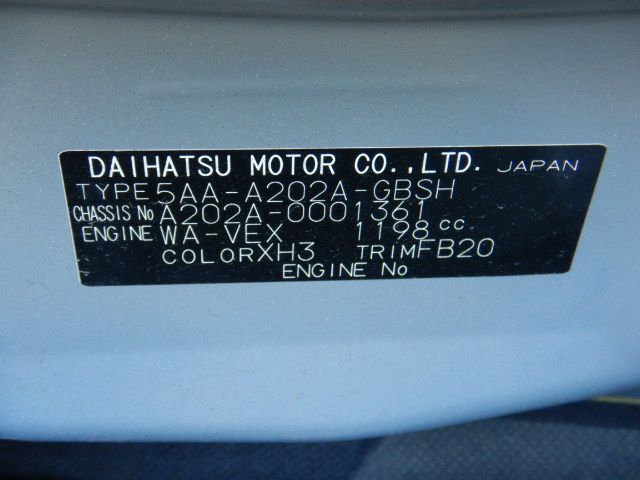 DAIHATSU MOTOR CO.,LTD. JAPAN
TYPE 5AA-A202A-GBSH
CHASSIS No A202A-0001361
ENGINE WA-VEX 1198 cc
COLOR XH3 TRIM FB20
ENGINE No